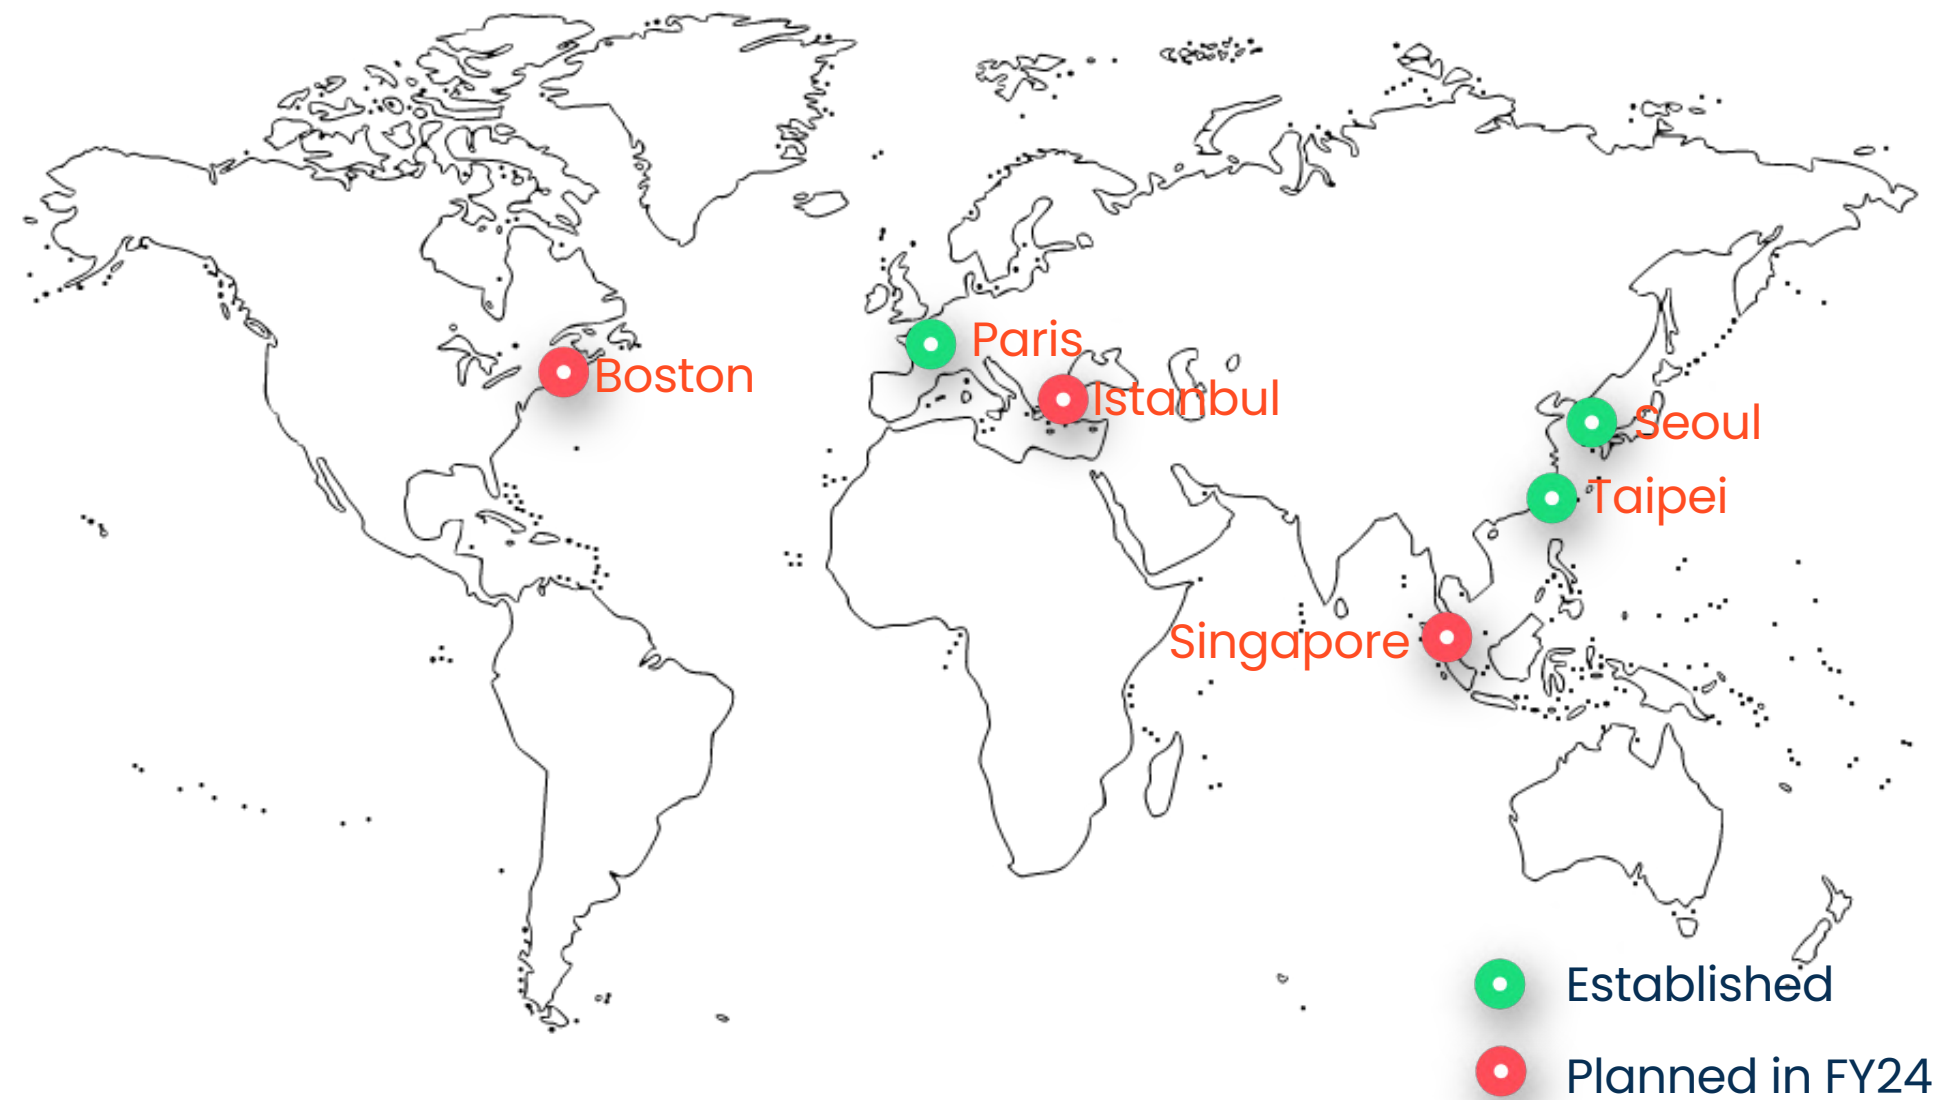 Paris
Boston
Istanbul
Seoul
Taipei
Singapore
Established
Planned in FY24